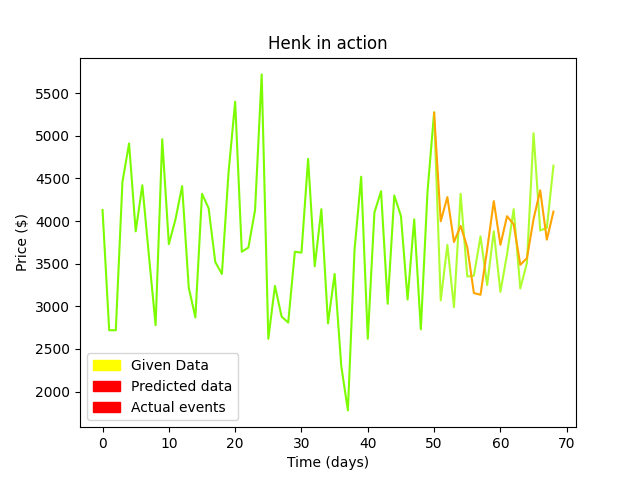 Henk in action
Price ($)
5500
5000
4500
4000
3500
3000
2500
2000
Given Data
Predicted data
Actual events
0 10 20 30 40 50 60 70
Time (days)